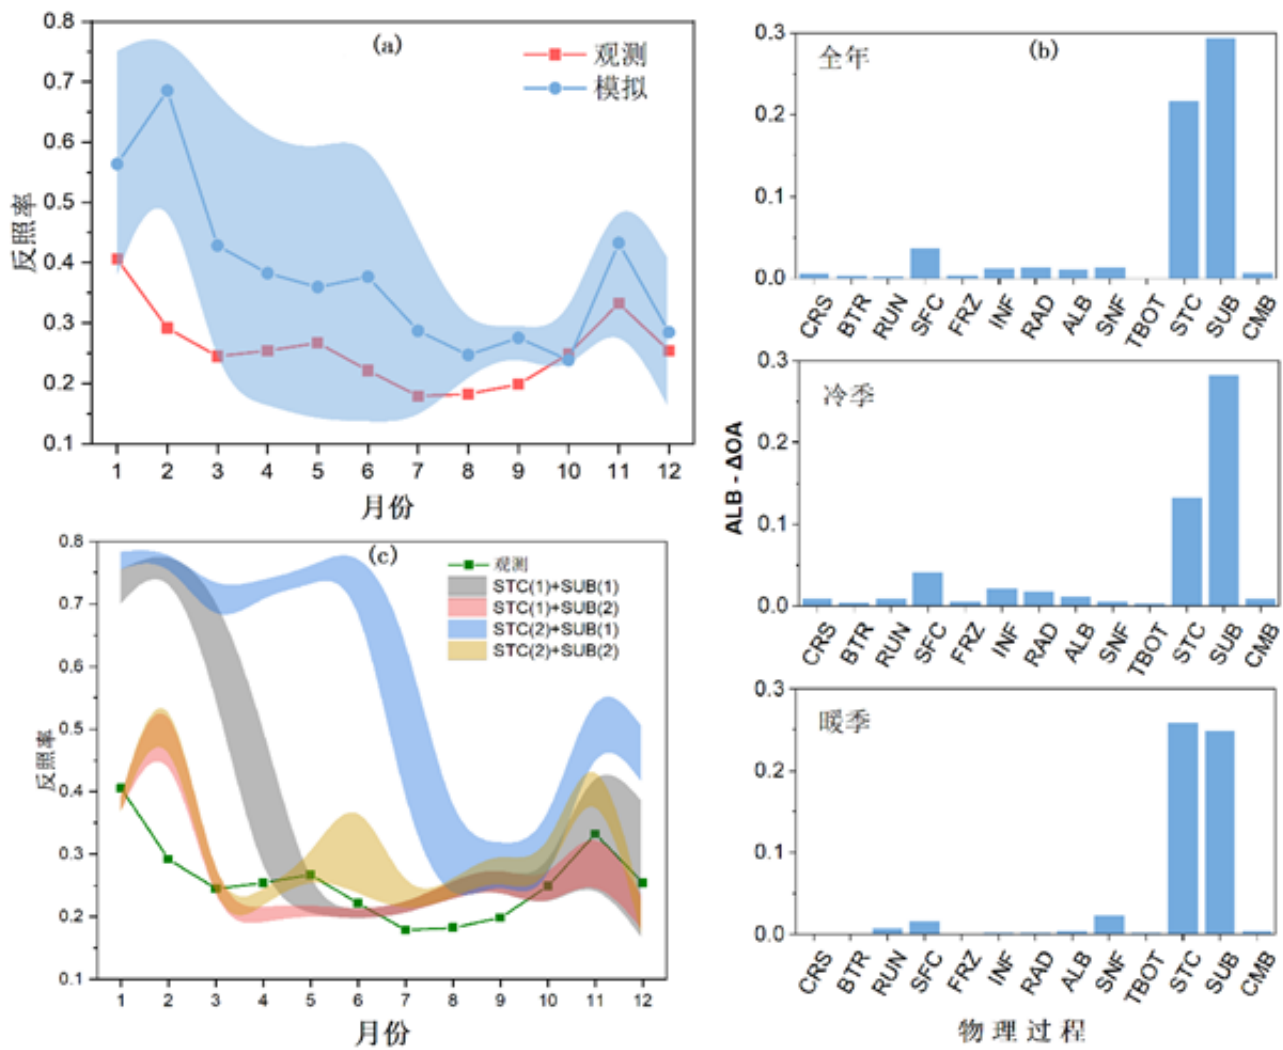 (a)
观测
模拟
0.8
0.7
0.6
0.5
0.4
0.3
0.2
0.1
反照率
1 2 3 4 5 6 7 8 9 10 11 12
月份
(b)
全年
0.3
0.2
0.1
0.0
CRS BTR RUN SFC FRZ INF RAD ALB SNF TBOT STC SUB CMB
冷季
0.3
0.2
0.1
0.0
CRS BTR RUN SFC FRZ INF RAD ALB SNF TBOT STC SUB CMB
ALB - ΔOA
暖季
0.3
0.2
0.1
0.0
CRS BTR RUN SFC FRZ INF RAD ALB SNF TBOT STC SUB CMB
物理过程
(c)
观测
STC(1)+SUB(1)
STC(1)+SUB(2)
STC(2)+SUB(1)
STC(2)+SUB(2)
0.8
0.7
0.6
0.5
0.4
0.3
0.2
0.1
反照率
1 2 3 4 5 6 7 8 9 10 11 12
月份